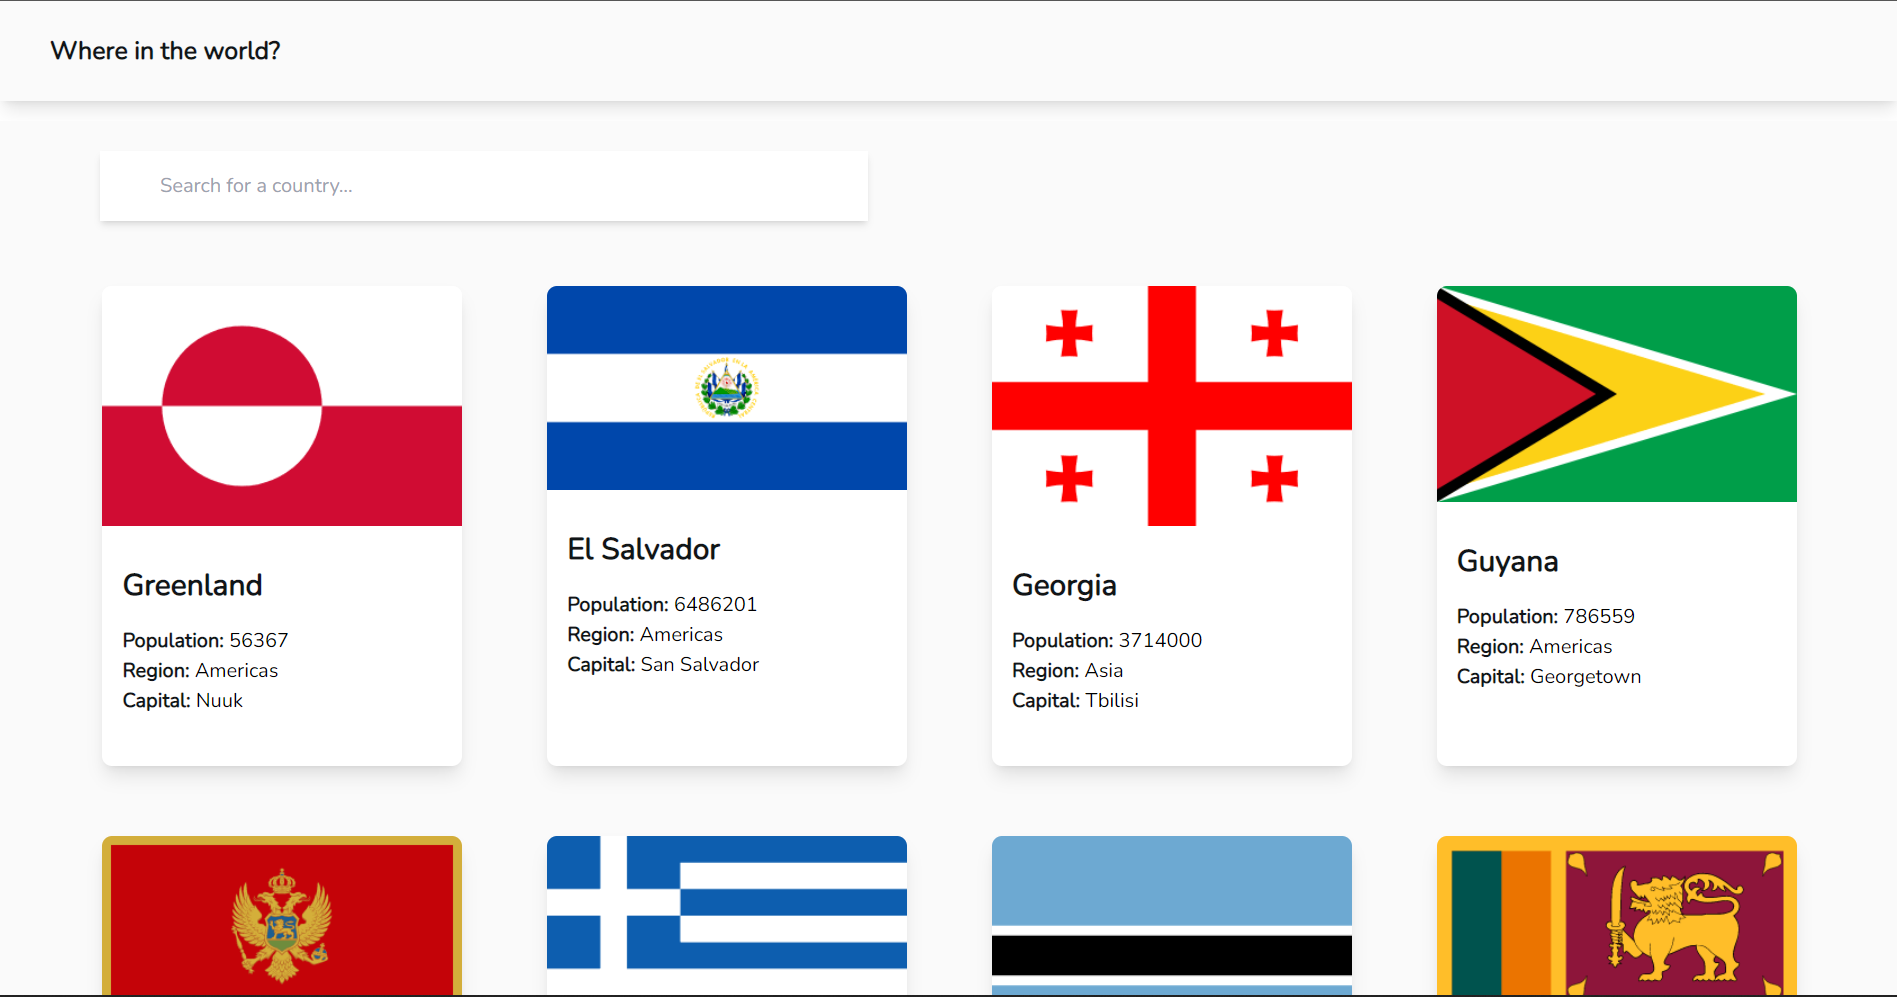 Where in the world?
Search for a country...
Greenland
Population: 56367
Region: Americas
Capital: Nuuk
El Salvador
Population: 6486201
Region: Americas
Capital: San Salvador
Georgia
Population: 3714000
Region: Asia
Capital: Tbilisi
Guyana
Population: 786559
Region: Americas
Capital: Georgetown